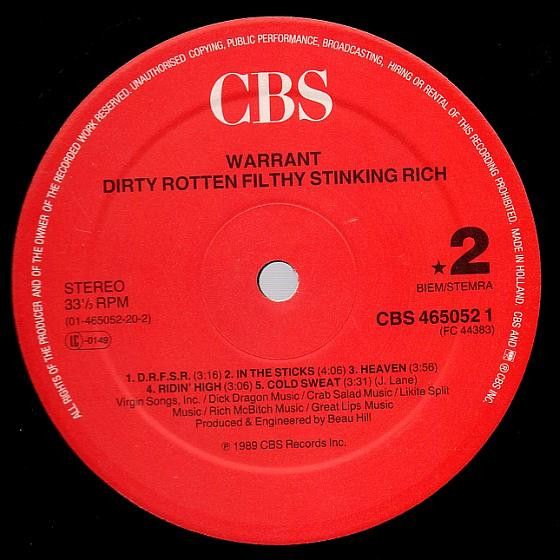 ALL RIGHTS OF THE PRODUCER AND OF THE OWNER OF THE RECORDED WORK RESERVED. UNAUTHORISED COPYING, PUBLIC PERFORMANCE, BROADCASTING, HIRING OR RENTAL OF THIS RECORDING PROHIBITED. MADE IN HOLLAND. CBS AND ® CBS INC.
CBS
WARRANT
DIRTY ROTTEN FILTHY STINKING RICH
★2
BIEM/STEMRA
STEREO
33⅓ RPM
(01-465052-20-2)
LC -0149
CBS 465052 1
(FC 44383)
1. D.R.F.S.R. (3:16) 2. IN THE STICKS (4:06) 3. HEAVEN (3:56)
4. RIDIN' HIGH (3:06) 5. COLD SWEAT (3:31) (J. Lane)
Virgin Songs, Inc. / Dick Dragon Music / Crab Salad Music / Likite Split
Music / Rich McBitch Music / Great Lips Music
Produced & Engineered by Beau Hill
℗ 1989 CBS Records Inc.